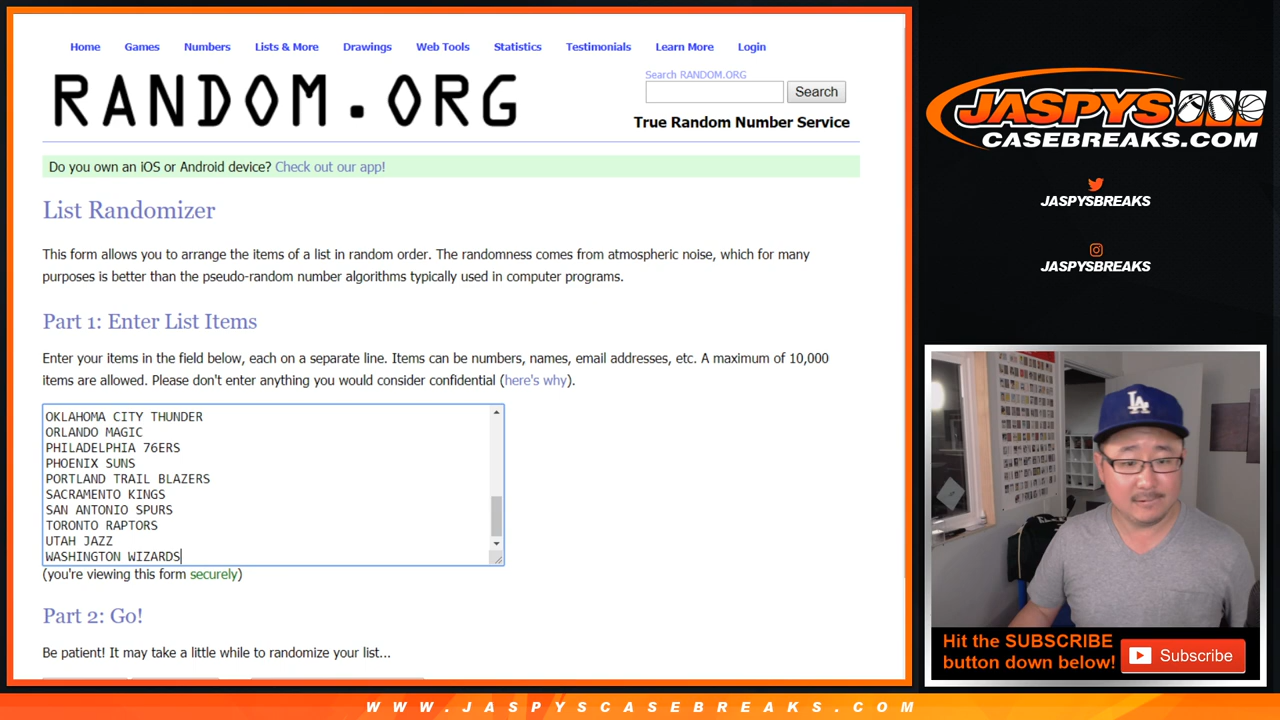 Home Games Numbers Lists & More Drawings Web Tools Statistics Testimonials Learn More Login
RANDOM.ORG
Search RANDOM.ORG
Search
True Random Number Service
Do you own an iOS or Android device? Check out our app!
List Randomizer
This form allows you to arrange the items of a list in random order. The randomness comes from atmospheric noise, which for many
purposes is better than the pseudo-random number algorithms typically used in computer programs.
Part 1: Enter List Items
Enter your items in the field below, each on a separate line. Items can be numbers, names, email addresses, etc. A maximum of 10,000
items are allowed. Please don't enter anything you would consider confidential (here's why).
OKLAHOMA CITY THUNDER
ORLANDO MAGIC
PHILADELPHIA 76ERS
PHOENIX SUNS
PORTLAND TRAIL BLAZERS
SACRAMENTO KINGS
SAN ANTONIO SPURS
TORONTO RAPTORS
UTAH JAZZ
WASHINGTON WIZARDS
(you're viewing this form securely)
Part 2: Go!
Be patient! It may take a little while to randomize your list...
JASPYS
CASEBREAKS.COM
JASPYSBREAKS
JASPYSBREAKS
LA
Hit the SUBSCRIBE
button down below!
Subscribe
WWW.JASPYSCASEBREAKS.COM